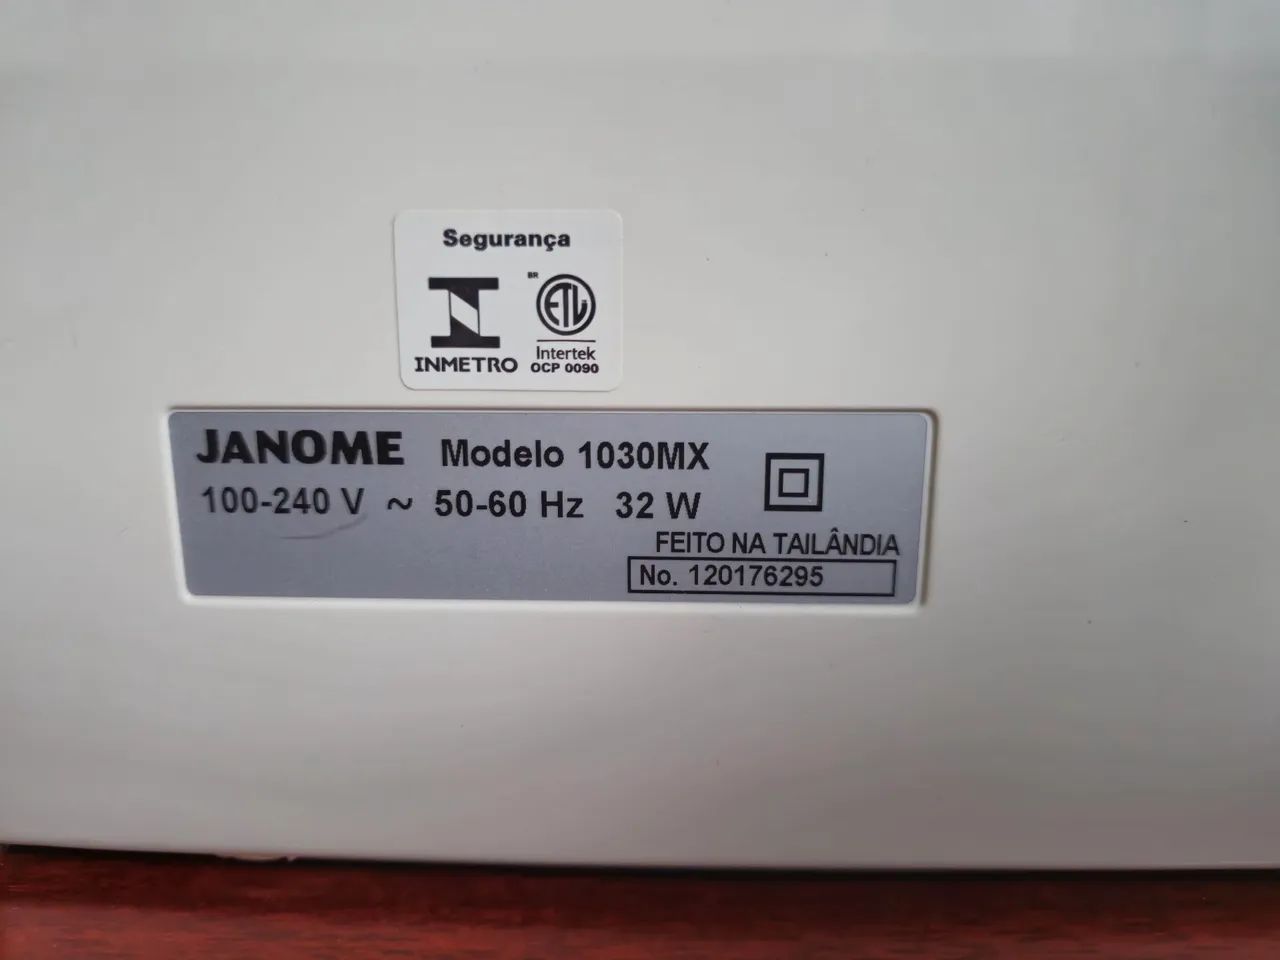 Segurança
BR
ETL
INMETRO
Intertek
OCP 0090
JANOME Modelo 1030MX
100-240 V ~ 50-60 Hz 32 W
FEITO NA TAILÂNDIA
No. 120176295